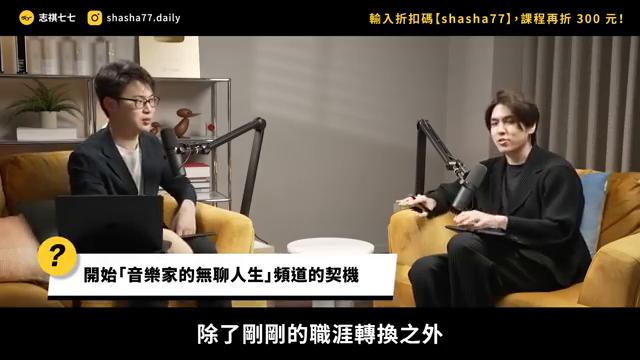 志祺七七
shasha77.daily
輸入折扣碼【shasha77】，課程再折 300 元！
?
開始「音樂家的無聊人生」頻道的契機
除了剛剛的職涯轉換之外